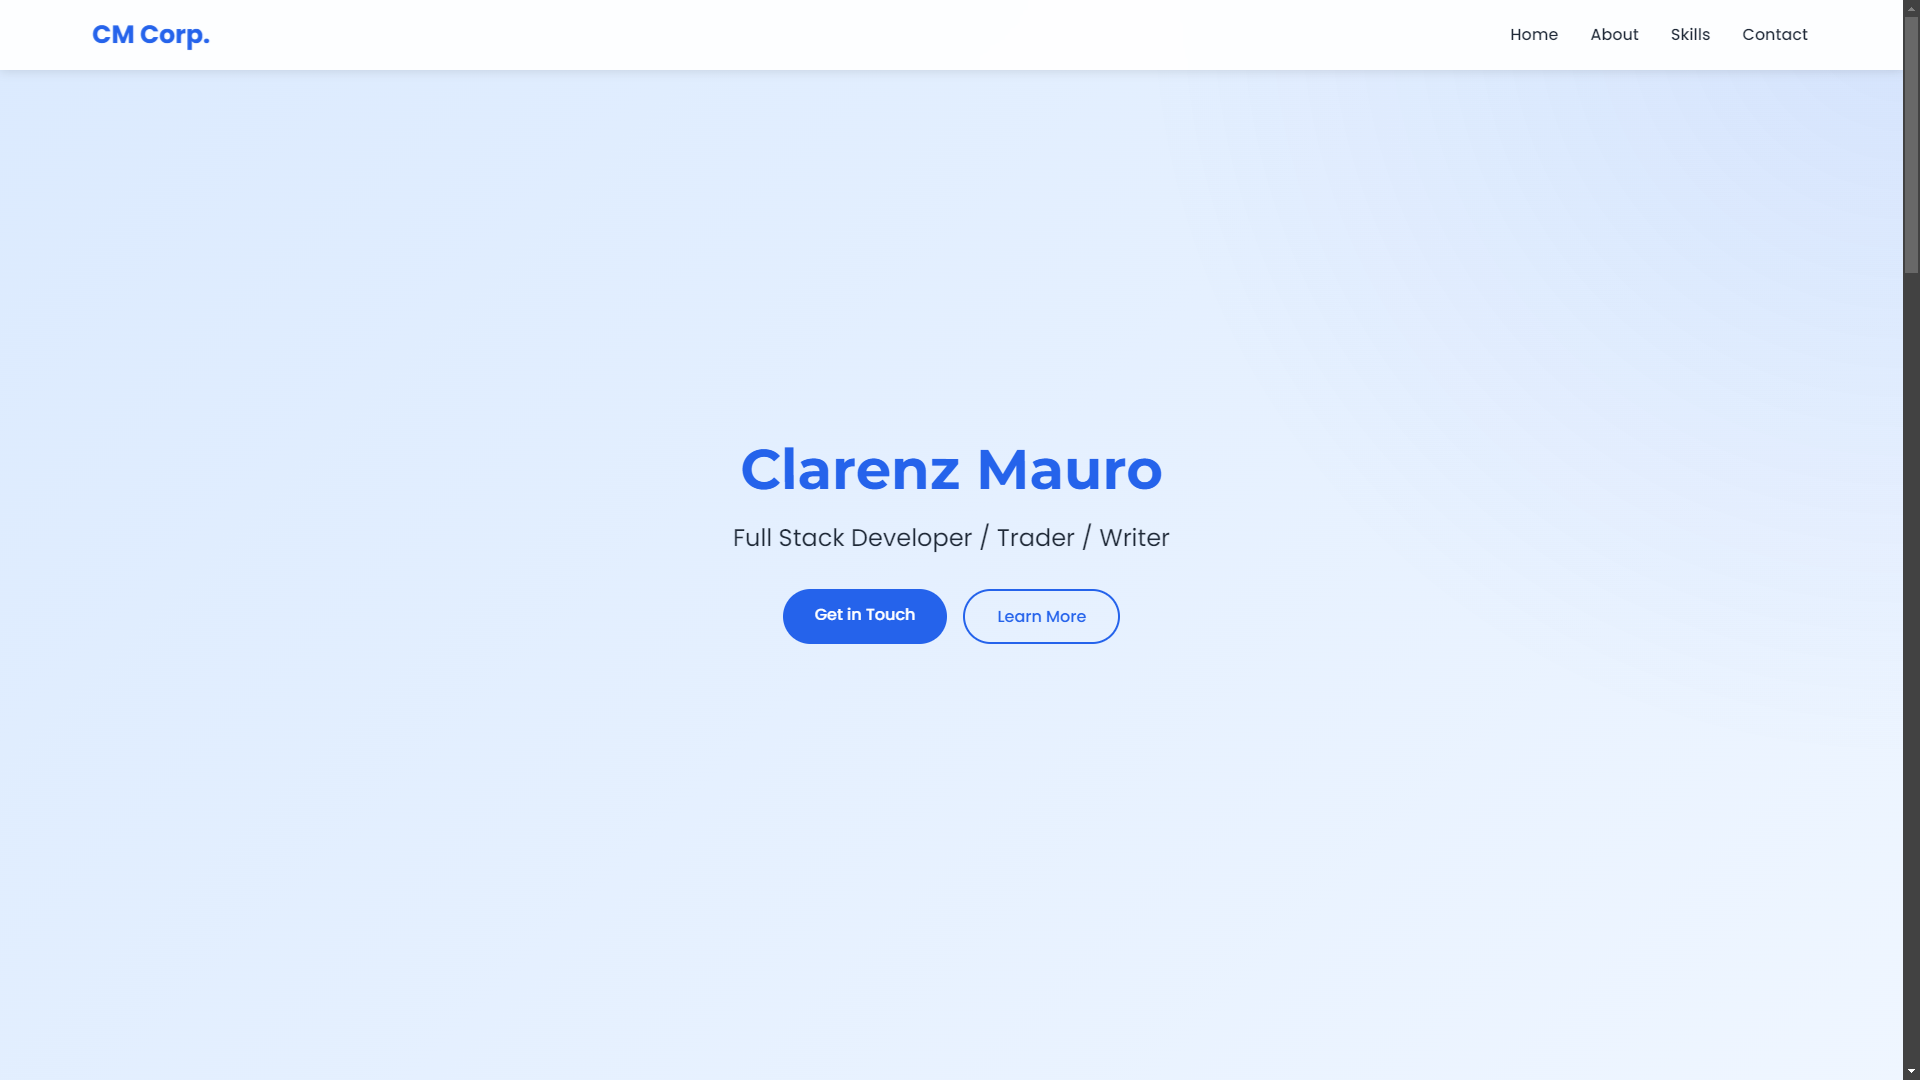 CM Corp.
Home About Skills Contact
Clarenz Mauro
Full Stack Developer / Trader / Writer
Get in Touch Learn More